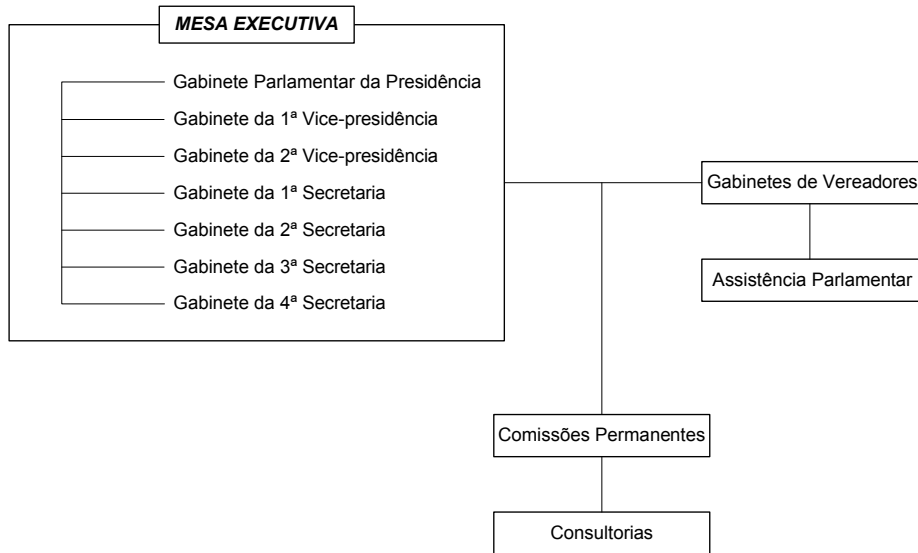 MESA EXECUTIVA
Gabinete Parlamentar da Presidência
Gabinete da 1ª Vice-presidência
Gabinete da 2ª Vice-presidência
Gabinete da 1ª Secretaria
Gabinete da 2ª Secretaria
Gabinete da 3ª Secretaria
Gabinete da 4ª Secretaria
Gabinetes de Vereadores
Assistência Parlamentar
Comissões Permanentes
Consultorias